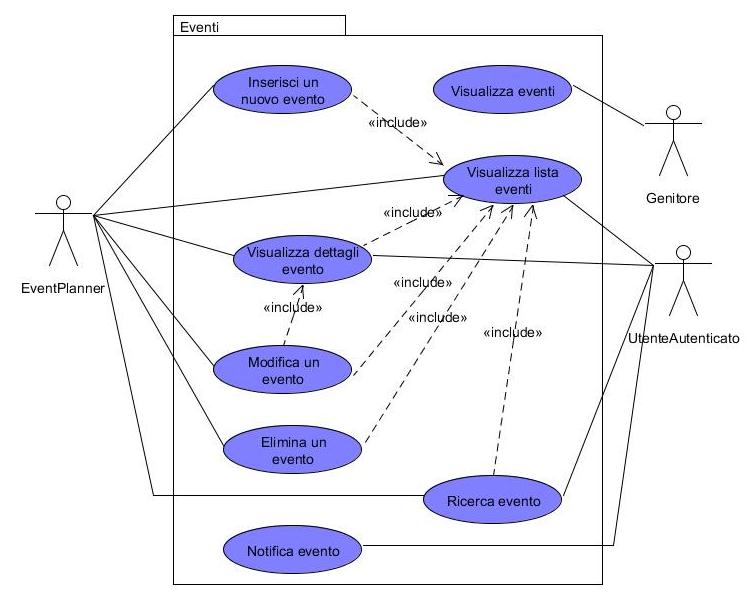 Eventi
Inserisci un
nuovo evento
Visualizza eventi
«include»
Visualizza lista
eventi
Genitore
«include»
Visualizza dettagli
evento
EventPlanner
«include»
«include»
«include»
«include»
UtenteAutenticato
Modifica un
evento
Elimina un
evento
Ricerca evento
Notifica evento